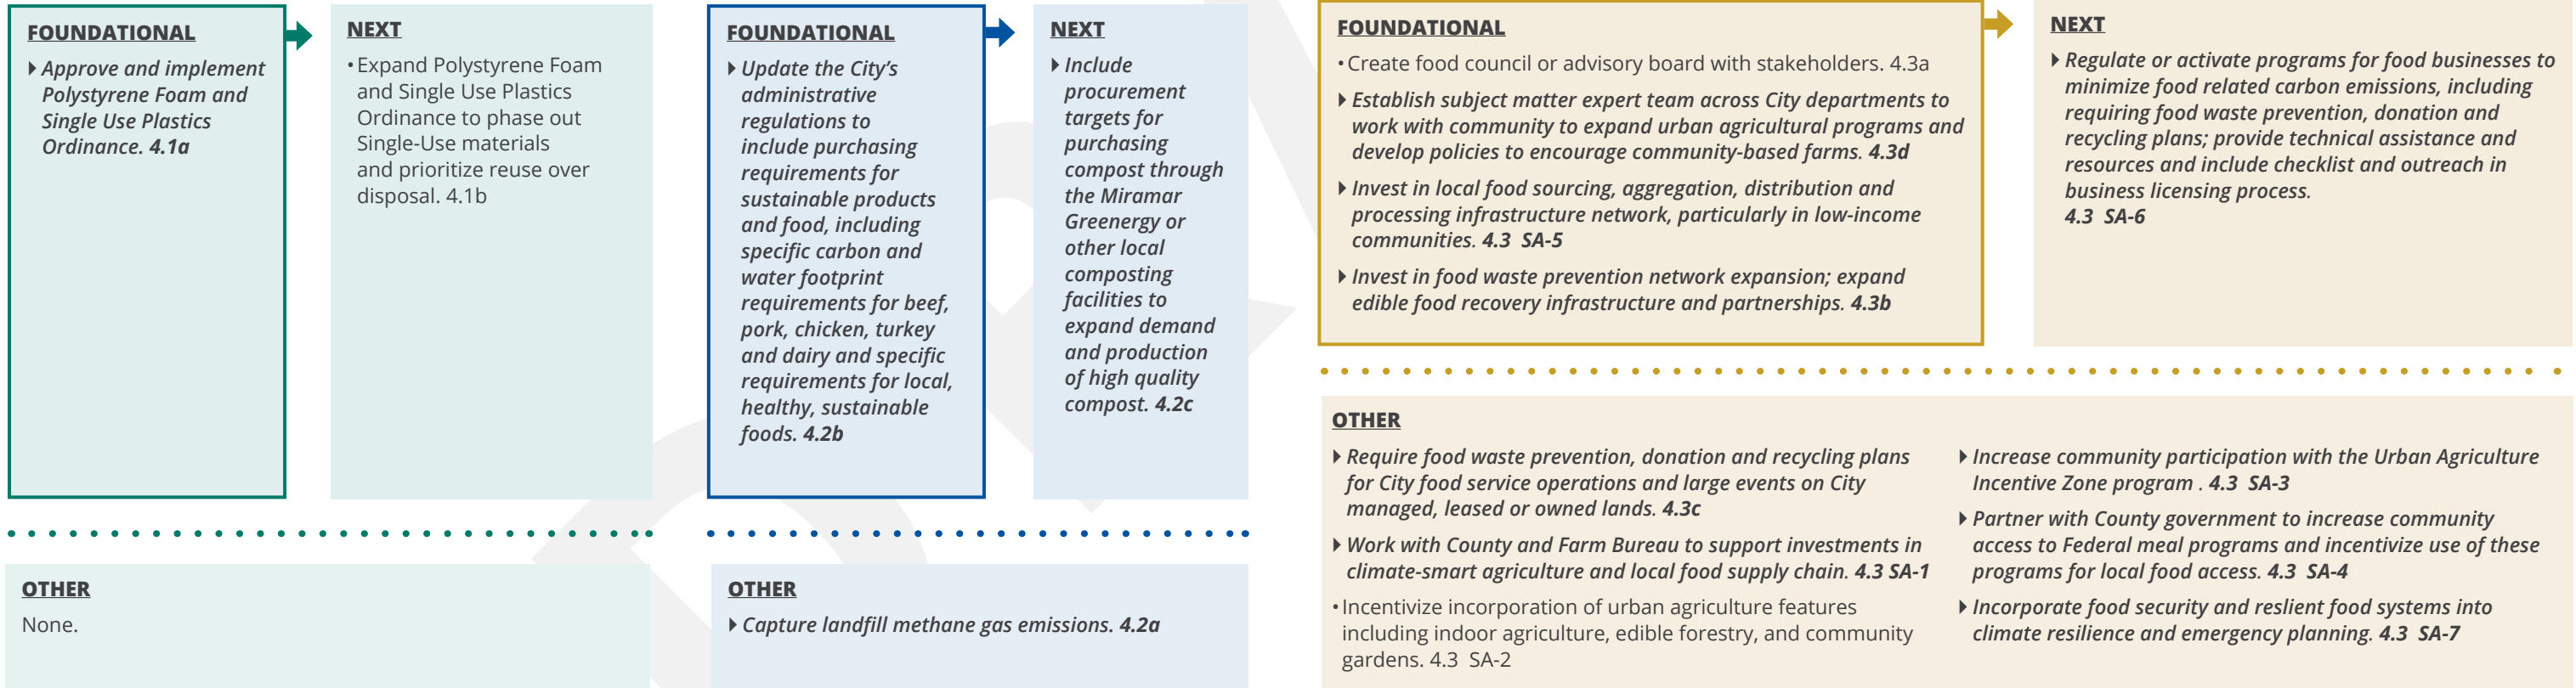 FOUNDATIONAL
Approve and implement
Polystyrene Foam and
Single Use Plastics
Ordinance. 4.1a
NEXT
• Expand Polystyrene Foam
and Single Use Plastics
Ordinance to phase out
Single-Use materials
and prioritize reuse over
disposal. 4.1b
OTHER
None.
FOUNDATIONAL
Update the City’s
administrative
regulations to
include purchasing
requirements for
sustainable products
and food, including
specific carbon and
water footprint
requirements for beef,
pork, chicken, turkey
and dairy and specific
requirements for local,
healthy, sustainable
foods. 4.2b
NEXT
Include
procurement
targets for
purchasing
compost through
the Miramar
Greenergy or
other local
composting
facilities to
expand demand
and production
of high quality
compost. 4.2c
OTHER
Capture landfill methane gas emissions. 4.2a
FOUNDATIONAL
• Create food council or advisory board with stakeholders. 4.3a
Establish subject matter expert team across City departments to
work with community to expand urban agricultural programs and
develop policies to encourage community-based farms. 4.3d
Invest in local food sourcing, aggregation, distribution and
processing infrastructure network, particularly in low-income
communities. 4.3 SA-5
Invest in food waste prevention network expansion; expand
edible food recovery infrastructure and partnerships. 4.3b
NEXT
Regulate or activate programs for food businesses to
minimize food related carbon emissions, including
requiring food waste prevention, donation and
recycling plans; provide technical assistance and
resources and include checklist and outreach in
business licensing process.
4.3 SA-6
OTHER
Require food waste prevention, donation and recycling plans
for City food service operations and large events on City
managed, leased or owned lands. 4.3c
Work with County and Farm Bureau to support investments in
climate-smart agriculture and local food supply chain. 4.3 SA-1
• Incentivize incorporation of urban agriculture features
including indoor agriculture, edible forestry, and community
gardens. 4.3 SA-2
Increase community participation with the Urban Agriculture
Incentive Zone program . 4.3 SA-3
Partner with County government to increase community
access to Federal meal programs and incentivize use of these
programs for local food access. 4.3 SA-4
Incorporate food security and reslient food systems into
climate resilience and emergency planning. 4.3 SA-7